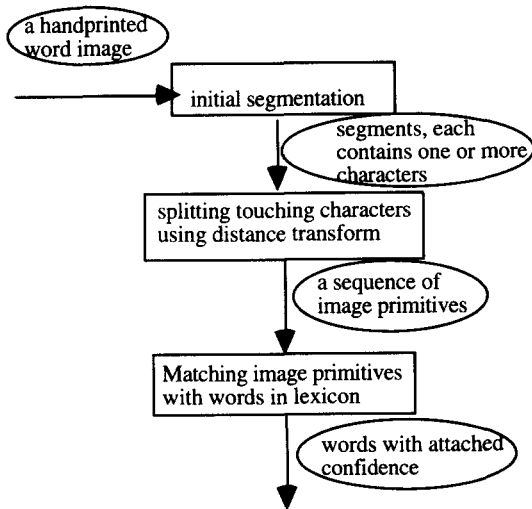 a handprinted
word image
initial segmentation
segments, each
contains one or more
characters
splitting touching characters
using distance transform
a sequence of
image primitives
Matching image primitives
with words in lexicon
words with attached
confidence